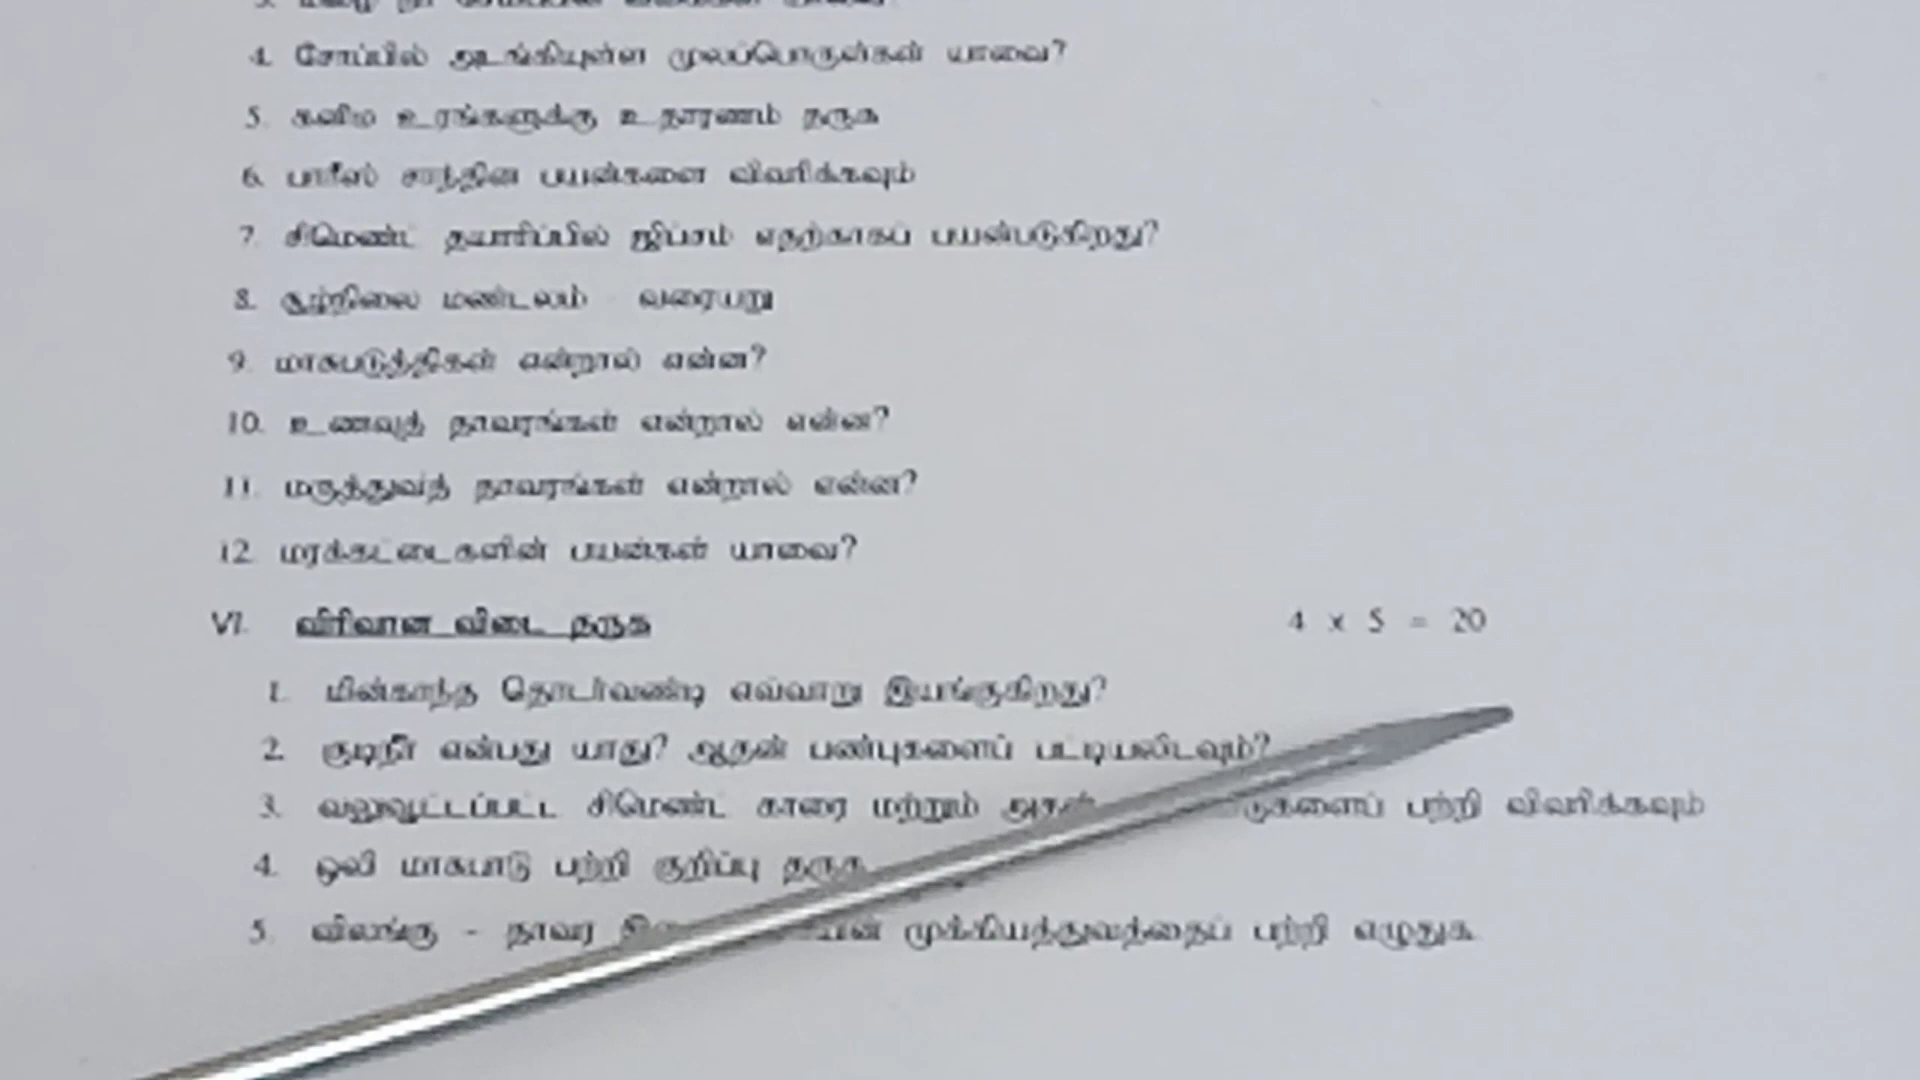 4. சோப்பில் அடங்கியுள்ள மூலப்பொருள்கள் யாவை?
5. கனிம உரங்களுக்கு உதாரணம் தருக
6. பாரீஸ் சாந்தின் பயன்களை விவரிக்கவும்
7. சிமெண்ட் தயாரிப்பில் ஜிப்சம் எதற்காகப் பயன்படுகிறது?
8. சூழ்நிலை மண்டலம் வரையறு
9. மாசுபடுத்திகள் என்றால் என்ன?
10. உணவுத் தாவரங்கள் என்றால் என்ன?
11. மருத்துவத் தாவரங்கள் என்றால் என்ன?
12. மரக்கட்டைகளின் பயன்கள் யாவை?
VI. விரிவான விடை தருக 4 x 5 = 20
1. மின்காந்த தொடர்வண்டி எவ்வாறு இயங்குகிறது?
2. குடிநீர் என்பது யாது? அதன் பண்புகளைப் பட்டியலிடவும்?
3. வலுவூட்டப்பட்ட சிமெண்ட் காரை மற்றும் அதன் பற்றி விவரிக்கவும்
4. ஒலி மாசுபாடு பற்றி குறிப்பு தருக
5. விலங்கு - தாவர முக்கியத்துவத்தைப் பற்றி எழுதுக